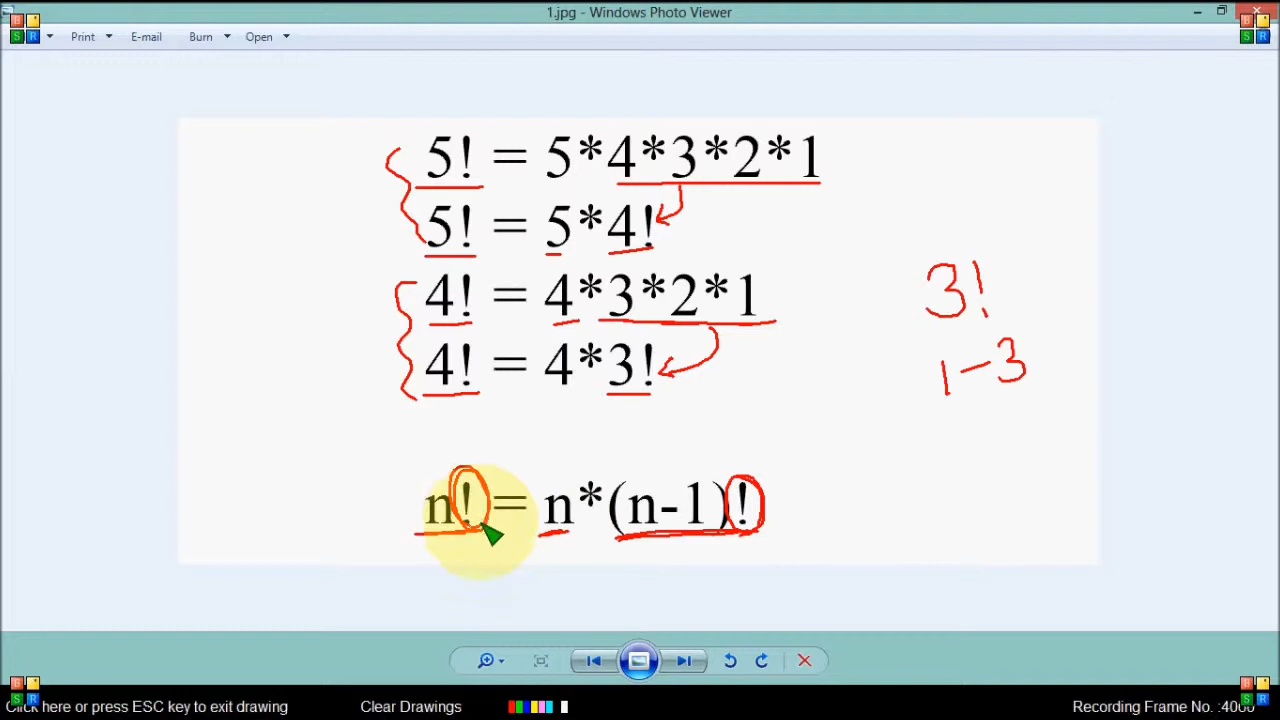 1.jpg - Windows Photo Viewer
Print E-mail Burn Open
5! = 5*4*3*2*1
5! = 5*4!
4! = 4*3*2*1
3!
4! = 4*3!
1-3
n! = n*(n-1)!
Click here or press ESC key to exit drawing Clear Drawings Recording Frame No. :4000
B
S R
B
S R
B
S R
B
S R